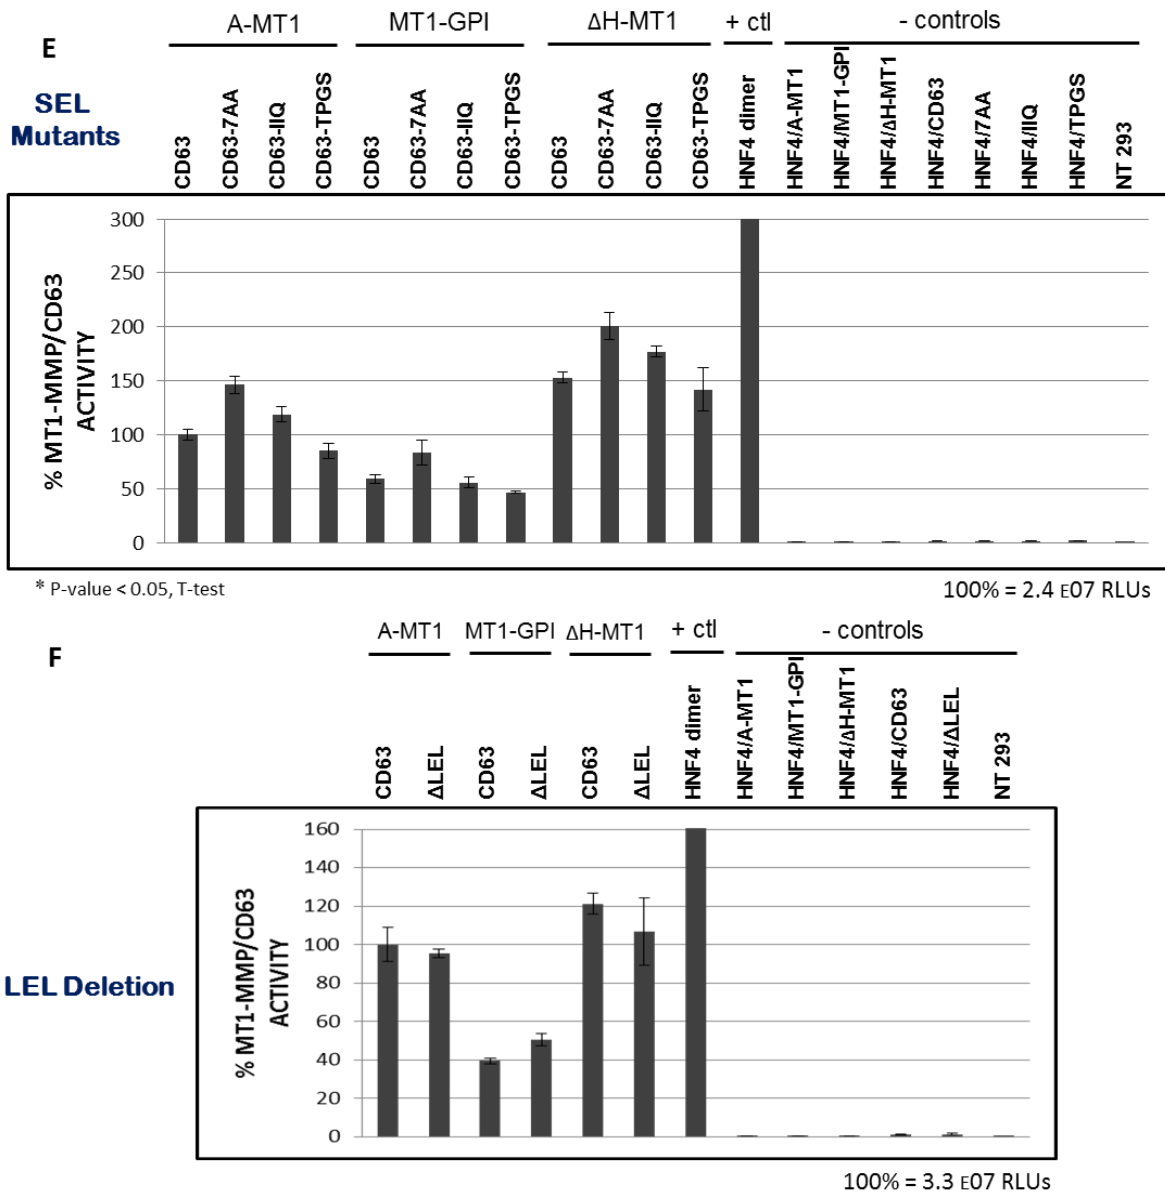 E
A-MT1 MT1-GPI ΔH-MT1 + ctl - controls
SEL
Mutants
CD63 CD63-7AA CD63-IIQ CD63-TPGS CD63 CD63-7AA CD63-IIQ CD63-TPGS CD63 CD63-7AA CD63-IIQ CD63-TPGS HNF4 dimer HNF4/A-MT1 HNF4/MT1-GPI HNF4/ΔH-MT1 HNF4/CD63 HNF4/7AA HNF4/IIQ HNF4/TPGS NT 293
% MT1-MMP/CD63
ACTIVITY
300
250
200
150
100
50
0
* P-value < 0.05, T-test
100% = 2.4 E07 RLUs
F
A-MT1 MT1-GPI ΔH-MT1 + ctl - controls
CD63 ΔLEL CD63 ΔLEL CD63 ΔLEL HNF4 dimer HNF4/A-MT1 HNF4/MT1-GPI HNF4/ΔH-MT1 HNF4/CD63 HNF4/ΔLEL NT 293
LEL Deletion
% MT1-MMP/CD63
ACTIVITY
160
140
120
100
80
60
40
20
0
100% = 3.3 E07 RLUs